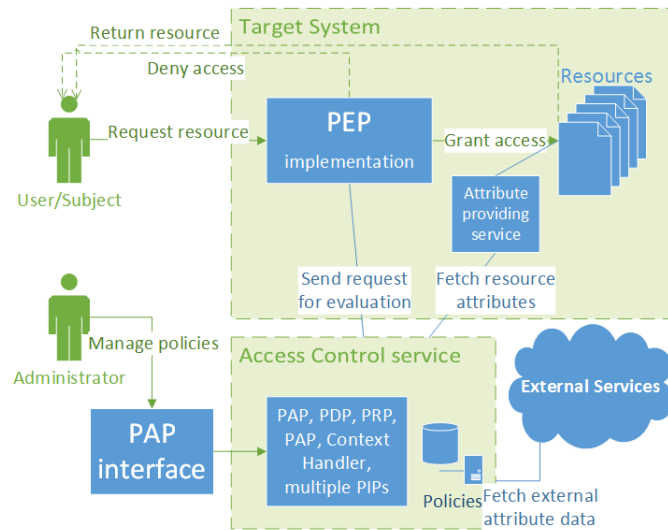 Return resource
Target System
Deny access
Resources
Request resource
PEP
implementation
Grant access
User/Subject
Attribute
providing
service
Send request
for evaluation
Fetch resource
attributes
Manage policies
Administrator
Access Control service
External Services
PAP
interface
PAP, PDP, PRP,
PAP, Context
Handler,
multiple PIPs
Policies
Fetch external
attribute data